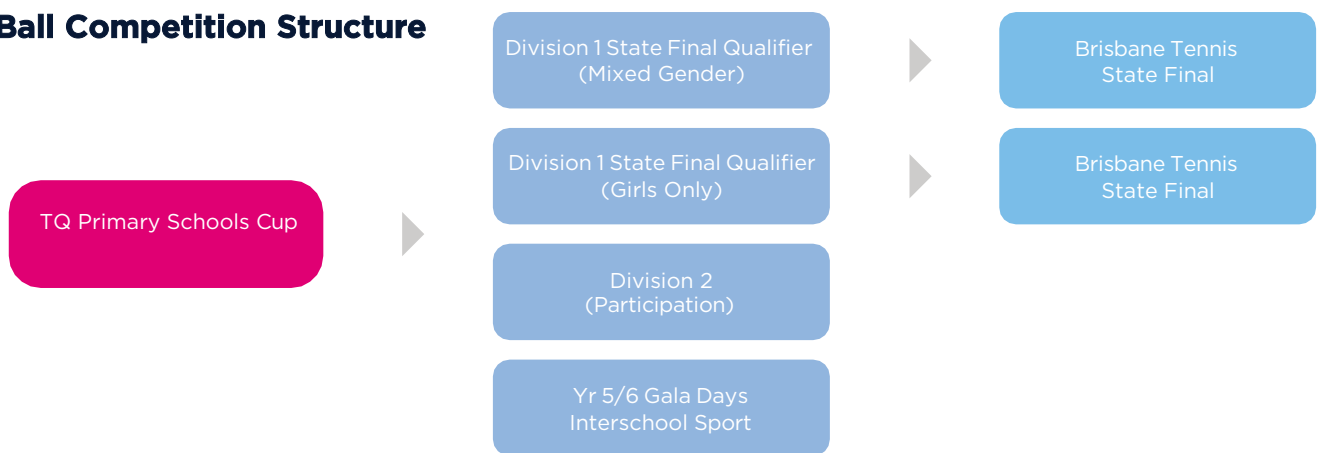 Ball Competition Structure
TQ Primary Schools Cup
Division 1 State Final Qualifier
(Mixed Gender)
Brisbane Tennis
State Final
Division 1 State Final Qualifier
(Girls Only)
Brisbane Tennis
State Final
Division 2
(Participation)
Yr 5/6 Gala Days
Interschool Sport